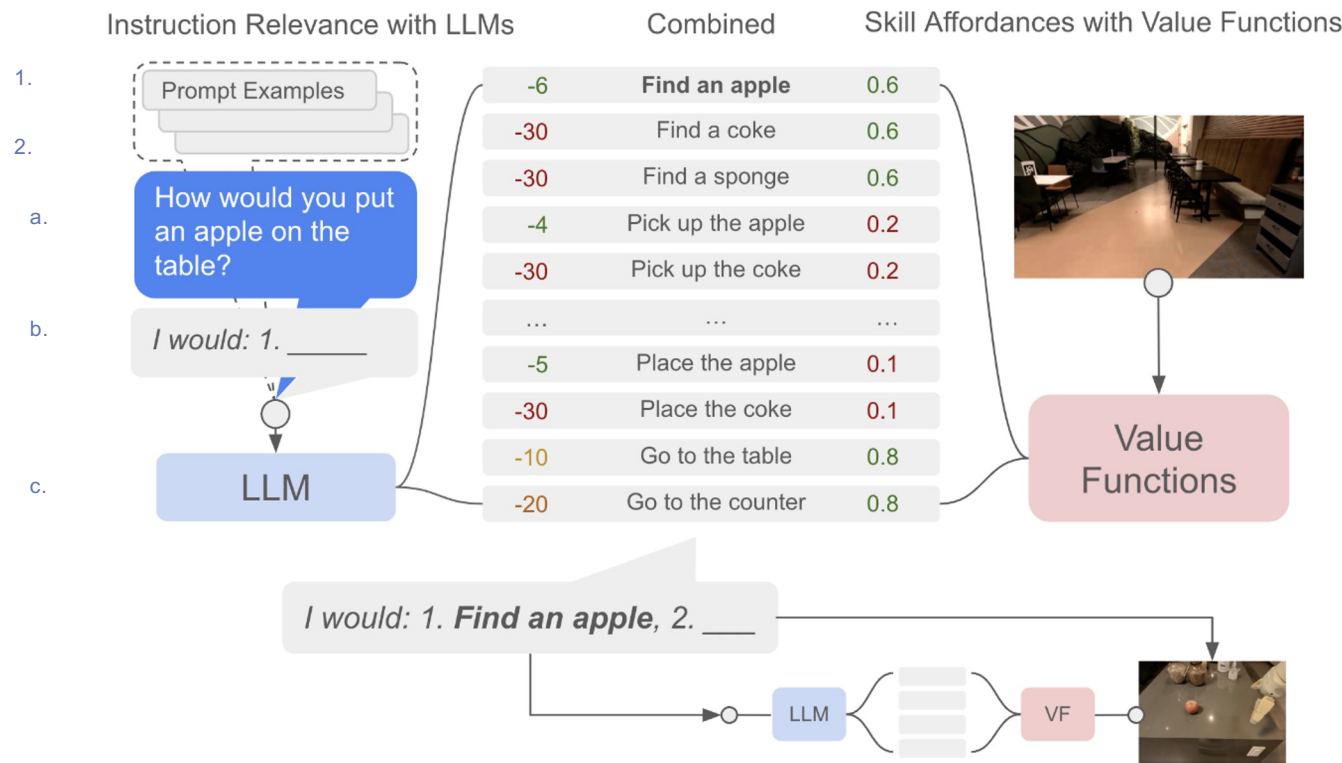 Instruction Relevance with LLMs
Combined
Skill Affordances with Value Functions
1.
2.
a.
b.
c.
Prompt Examples
How would you put
an apple on the
table?
I would: 1. _____
LLM
-6 Find an apple 0.6
-30 Find a coke 0.6
-30 Find a sponge 0.6
-4 Pick up the apple 0.2
-30 Pick up the coke 0.2
... ... ...
-5 Place the apple 0.1
-30 Place the coke 0.1
-10 Go to the table 0.8
-20 Go to the counter 0.8
Value
Functions
I would: 1. Find an apple, 2. ___
LLM
VF